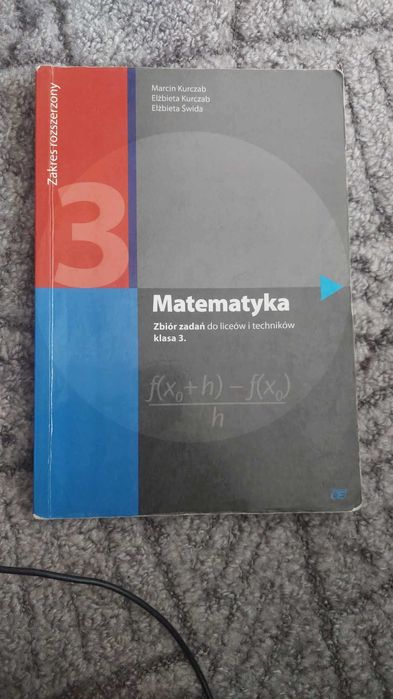 Marcin Kurczab
Elżbieta Kurczab
Elżbieta Świda
Zakres rozszerzony
3
Matematyka
Zbiór zadań do liceów i techników
klasa 3.
f(x₀+h) – f(x₀)
h
OE